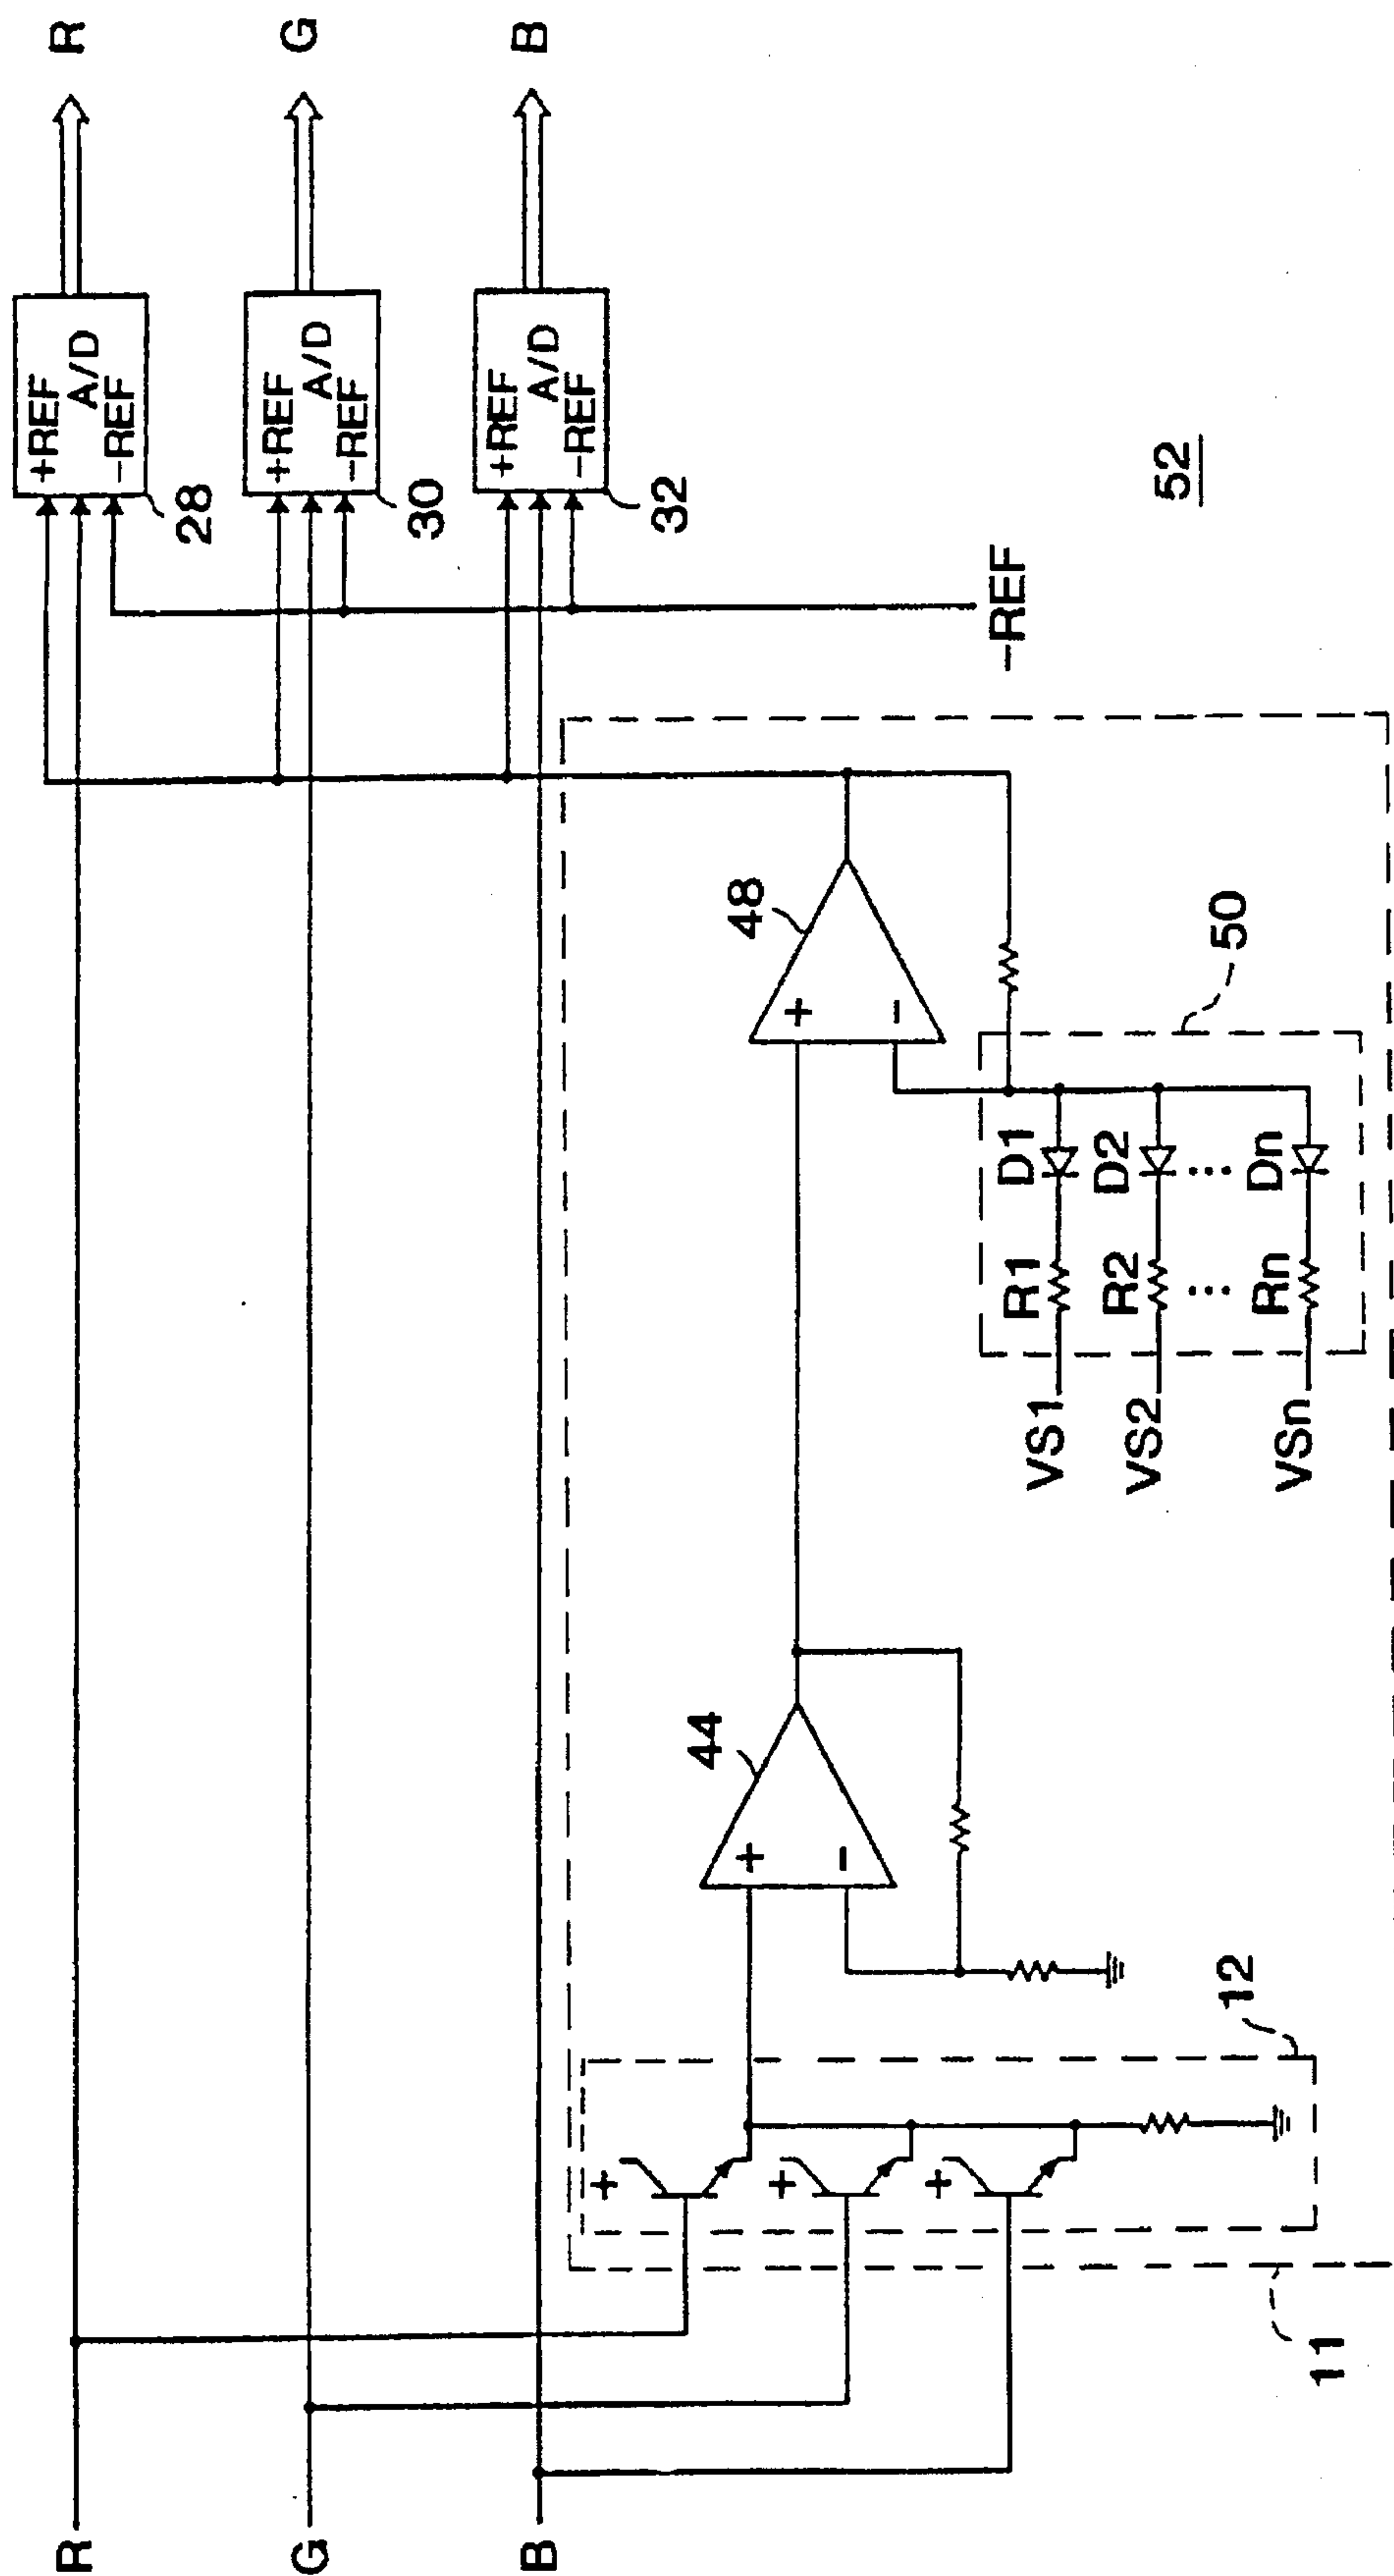 R
+REF
A/D
-REF
28
R
G
+REF
A/D
-REF
30
G
B
+REF
A/D
-REF
32
B
-REF
52
11
12
+
+
+
44
+
-
48
+
-
50
VS1 R1 D1
VS2 R2 D2
... ...
VSn Rn Dn